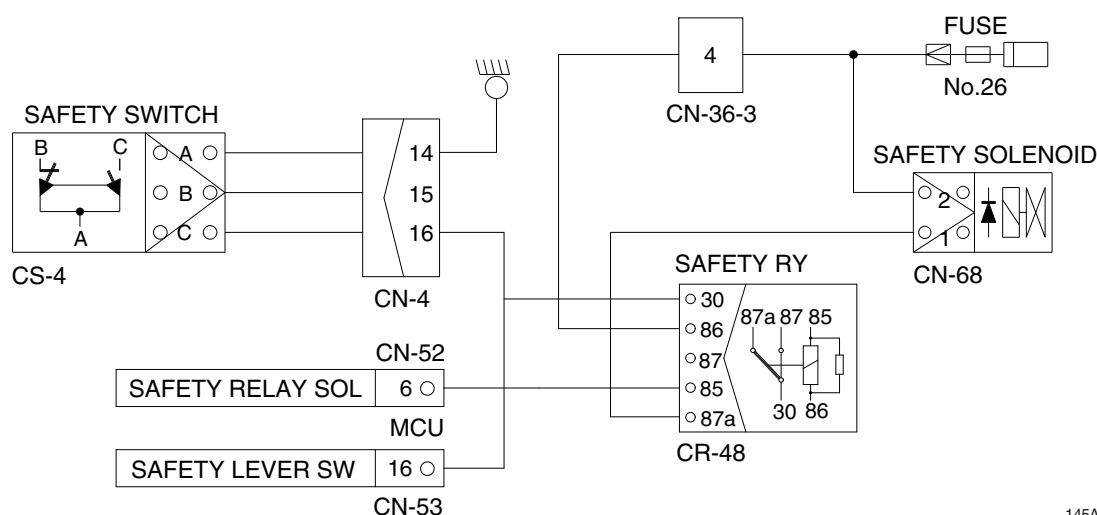 FUSE
4
No.26
CN-36-3
SAFETY SWITCH
B C
A
A
B
C
CS-4
14
15
16
CN-4
SAFETY SOLENOID
2
1
CN-68
SAFETY RY
30
86
87
85
87a
87a 87 85
30 86
CR-48
CN-52
SAFETY RELAY SOL 6
MCU
SAFETY LEVER SW 16
CN-53
145A